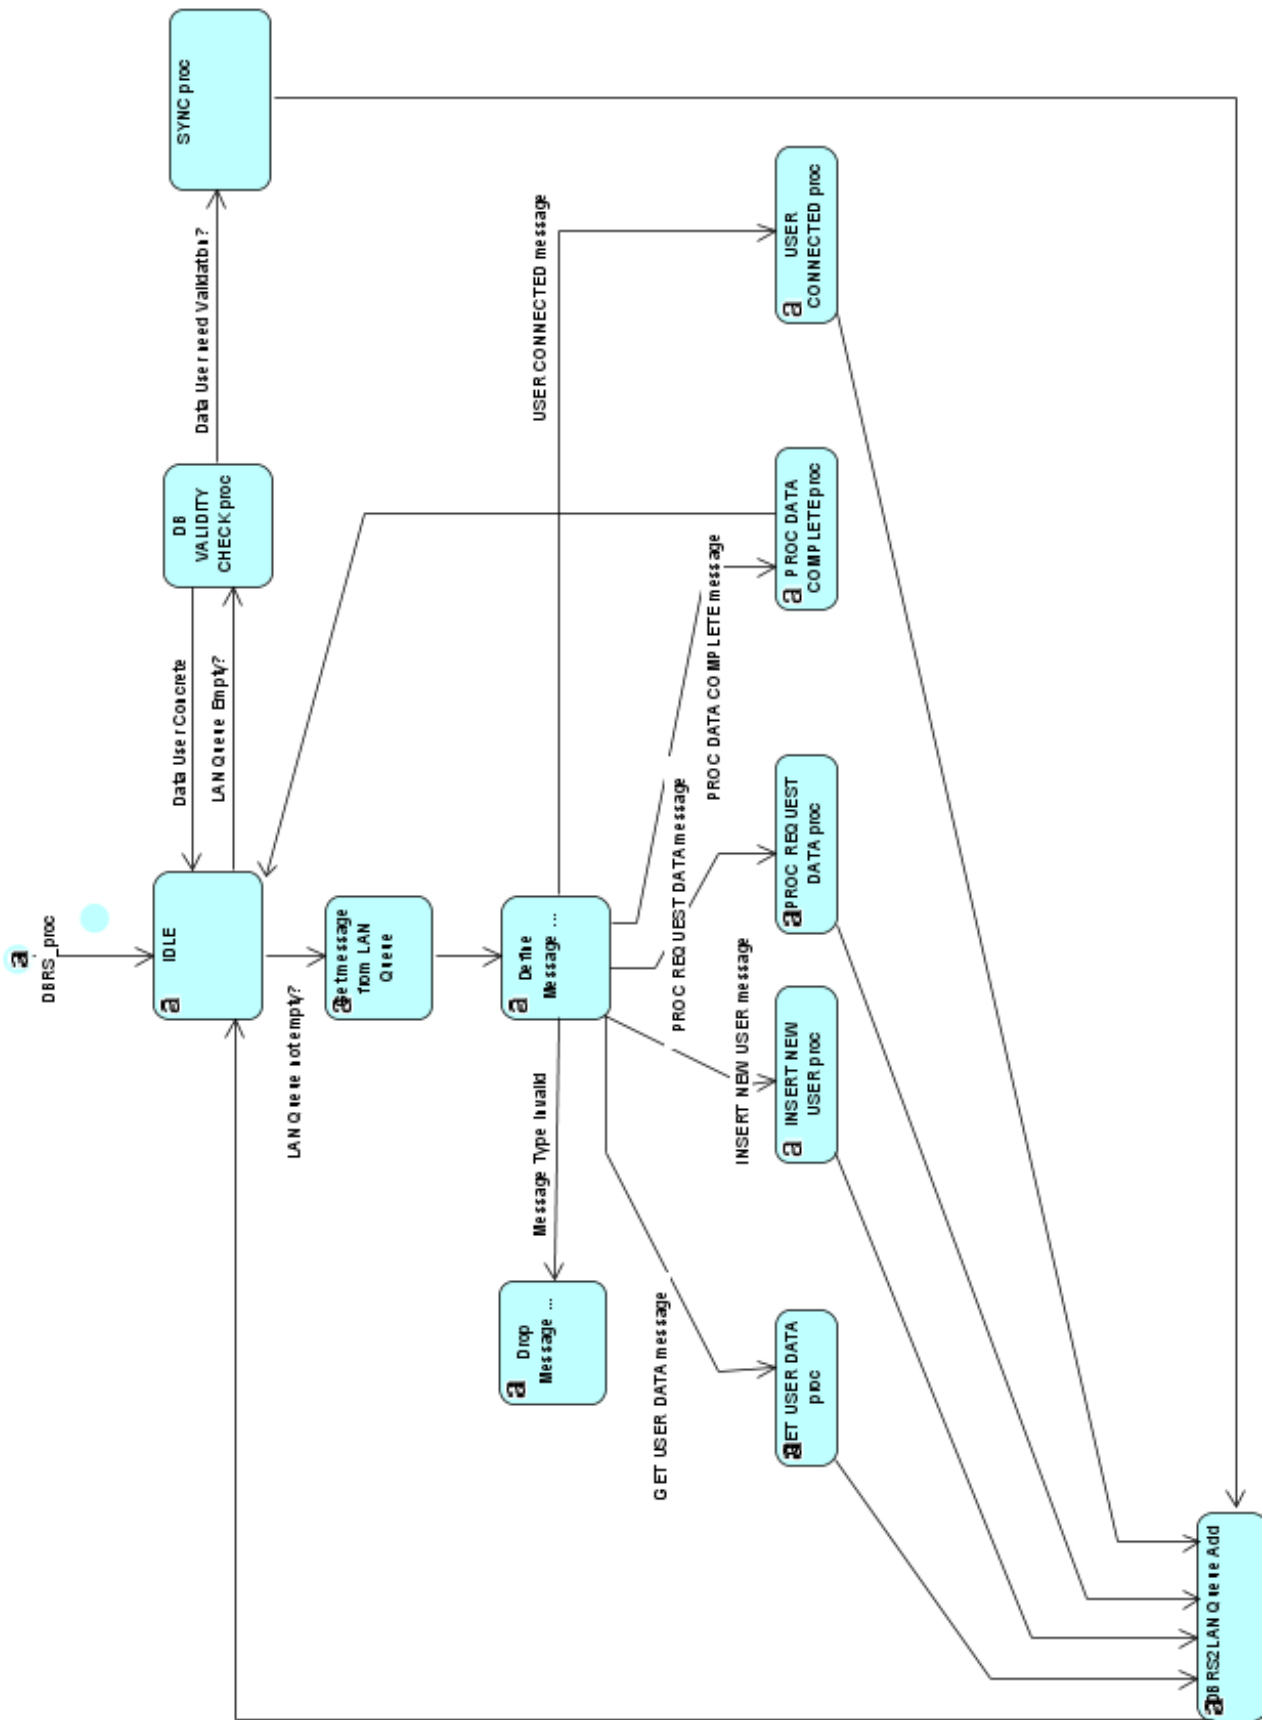 DBRS_proc
IDLE
Data User Concrete
LAN Queue Empty?
DB
VALIDITY
CHECK proc
Data User need Validation?
SYNC proc
LAN Queue not empty?
Get message
from LAN
Queue
Define
Message ...
Message Type Invalid
Drop
Message ...
USER CONNECTED message
PROC DATA COMPLETE message
PROC REQUEST DATA message
INSERT NEW USER message
GET USER DATA message
USER
CONNECTED proc
PROC DATA
COMPLETE proc
PROC REQUEST
DATA proc
INSERT NEW
USER proc
GET USER DATA
proc
DBRS2LAN Queue Add